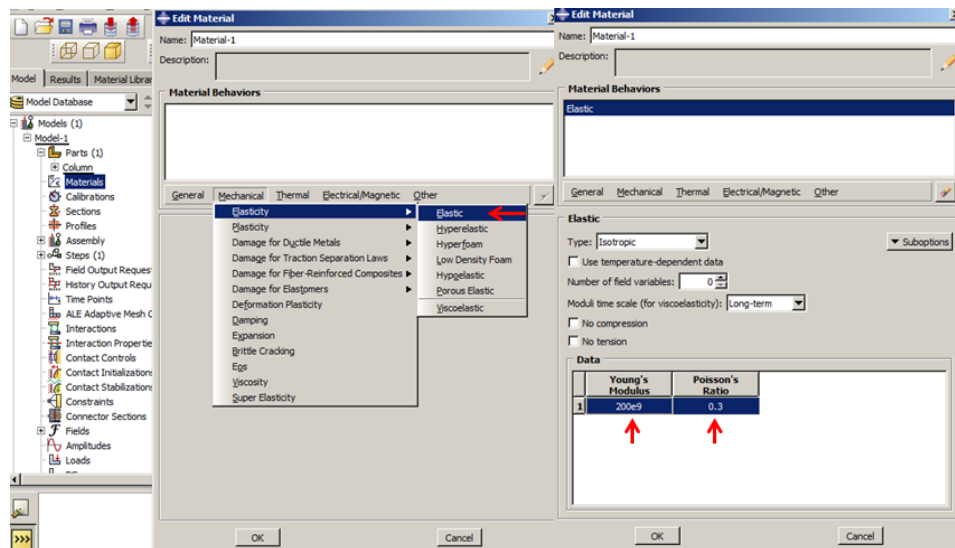 Model
Results
Material Librar
Model Database
Models (1)
Model-1
Parts (1)
Column
Materials
Calibrations
Sections
Profiles
Assembly
Steps (1)
Field Output Reques
History Output Requ
Time Points
ALE Adaptive Mesh C
Interactions
Interaction Propertie
Contact Controls
Contact Initialization
Contact Stabilization
Constraints
Connector Sections
Fields
Amplitudes
Loads
Edit Material
Name: Material-1
Description:
Material Behaviors
General Mechanical Thermal Electrical/Magnetic Other
Elasticity
Plasticity
Damage for Ductile Metals
Damage for Traction Separation Laws
Damage for Fiber-Reinforced Composites
Damage for Elastomers
Deformation Plasticity
Damping
Expansion
Brittle Cracking
Eos
Viscosity
Super Elasticity
Elastic
Hyperelastic
Hyperfoam
Low Density Foam
Hypoelastic
Porous Elastic
Viscoelastic
OK Cancel
Edit Material
Name: Material-1
Description:
Material Behaviors
Elastic
General Mechanical Thermal Electrical/Magnetic Other
Elastic
Type: Isotropic Suboptions
Use temperature-dependent data
Number of field variables: 0
Moduli time scale (for viscoelasticity): Long-term
No compression
No tension
Data
Young's Poisson's
Modulus Ratio
1 200e9 0.3
OK Cancel